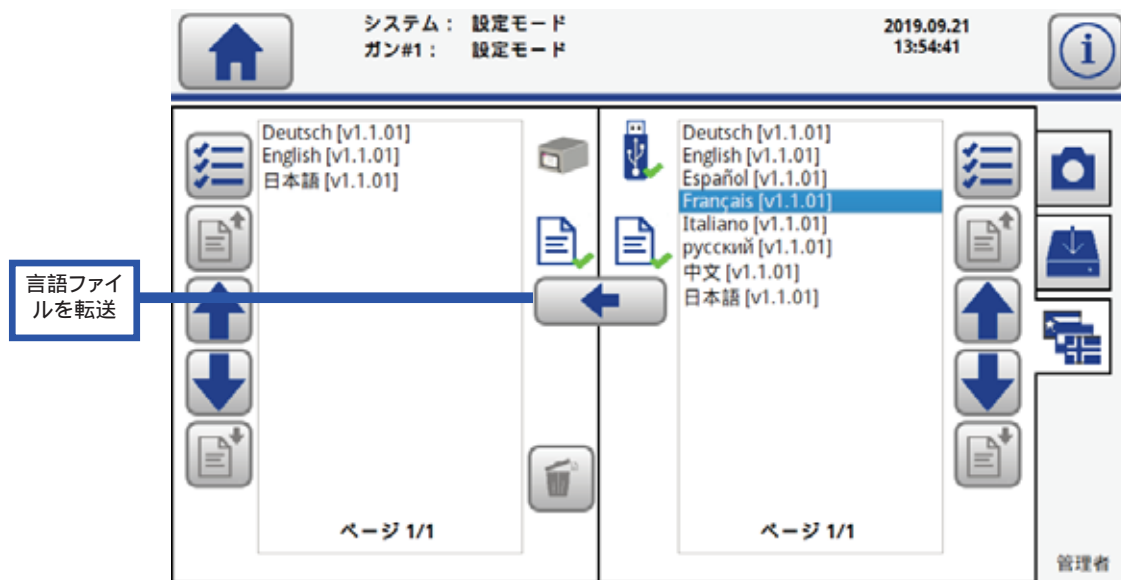 システム： 設定モード
ガン#1： 設定モード
2019.09.21
13:54:41
i
言語ファイ
ルを転送
Deutsch [v1.1.01]
English [v1.1.01]
日本語 [v1.1.01]
ページ 1/1
Deutsch [v1.1.01]
English [v1.1.01]
Español [v1.1.01]
Français [v1.1.01]
Italiano [v1.1.01]
русский [v1.1.01]
中文 [v1.1.01]
日本語 [v1.1.01]
ページ 1/1
管理者